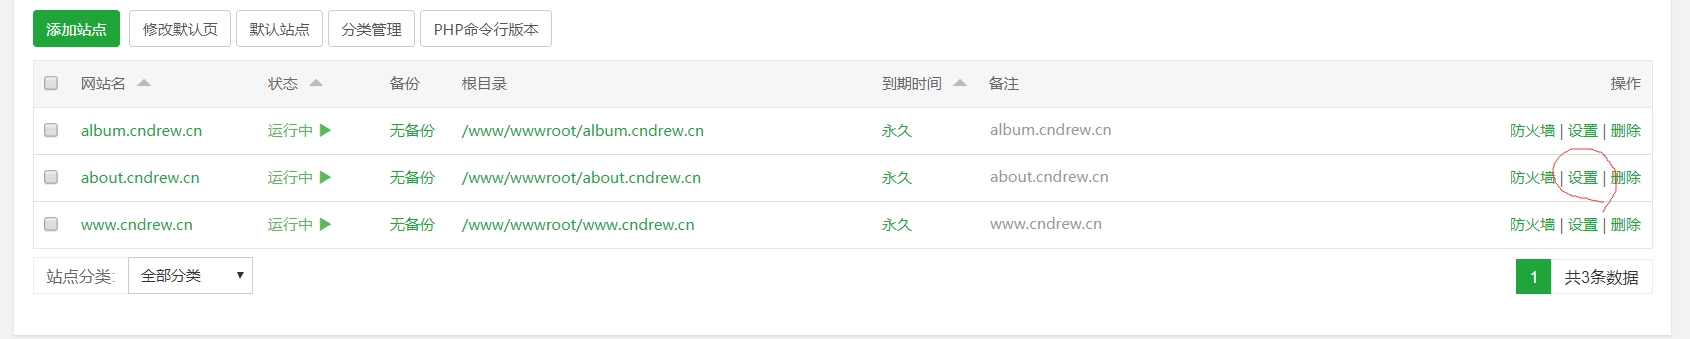 添加站点 修改默认页 默认站点 分类管理 PHP命令行版本
网站名 状态 备份 根目录 到期时间 备注 操作
album.cndrew.cn 运行中 无备份 /www/wwwroot/album.cndrew.cn 永久 album.cndrew.cn 防火墙 | 设置 | 删除
about.cndrew.cn 运行中 无备份 /www/wwwroot/about.cndrew.cn 永久 about.cndrew.cn 防火墙 | 设置 | 删除
www.cndrew.cn 运行中 无备份 /www/wwwroot/www.cndrew.cn 永久 www.cndrew.cn 防火墙 | 设置 | 删除
站点分类: 全部分类 1 共3条数据